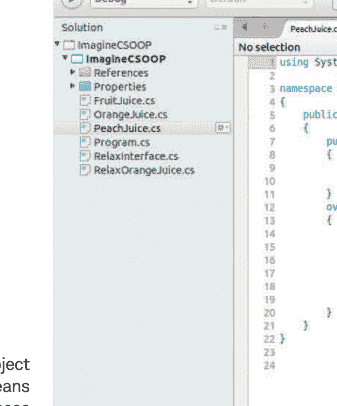 Debug
Default
Solution
PeachJuice.c
ImagineCSOOP
No selection
ImagineCSOOP
References
Properties
FruitJuice.cs
OrangeJuice.cs
PeachJuice.cs
Program.cs
RelaxInterface.cs
RelaxOrangeJuice.cs
1 using Syst
2
3 namespace
4 {
5 public
6 {
7 pu
8 {
9
10
11 }
12 ov
13 {
14
15
16
17
18
19
20 }
21 }
22 }
23
24
ject
eans